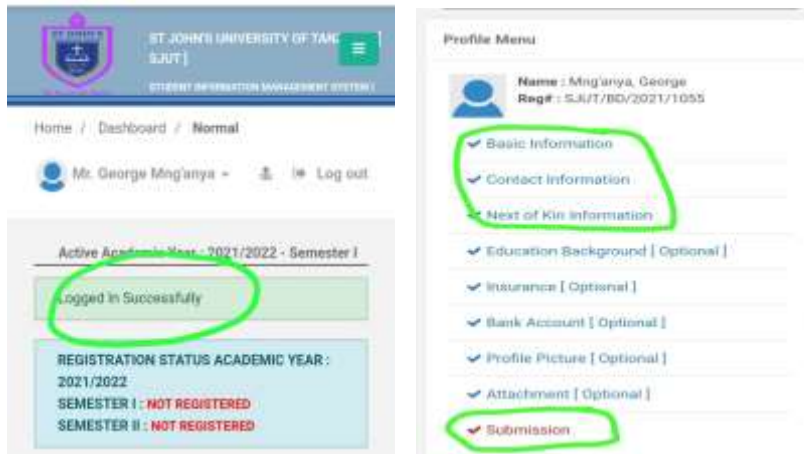 ST JOHN'S UNIVERSITY OF TAN [
SJUT ]
STUDENT INFORMATION MANAGEMENT SYSTEM |
Home / Dashboard / Normal
Mr. George Mng'anya
Log out
Active Academic Year : 2021/2022 - Semester I
Logged in Successfully
REGISTRATION STATUS ACADEMIC YEAR :
2021/2022
SEMESTER I : NOT REGISTERED
SEMESTER II : NOT REGISTERED
Profile Menu
Name : Mng'anya, George
Reg# : SJUT/BD/2021/1055
Basic Information
Contact Information
Next of Kin Information
Education Background [ Optional ]
Insurance [ Optional ]
Bank Account [ Optional ]
Profile Picture [ Optional ]
Attachment [ Optional ]
Submission